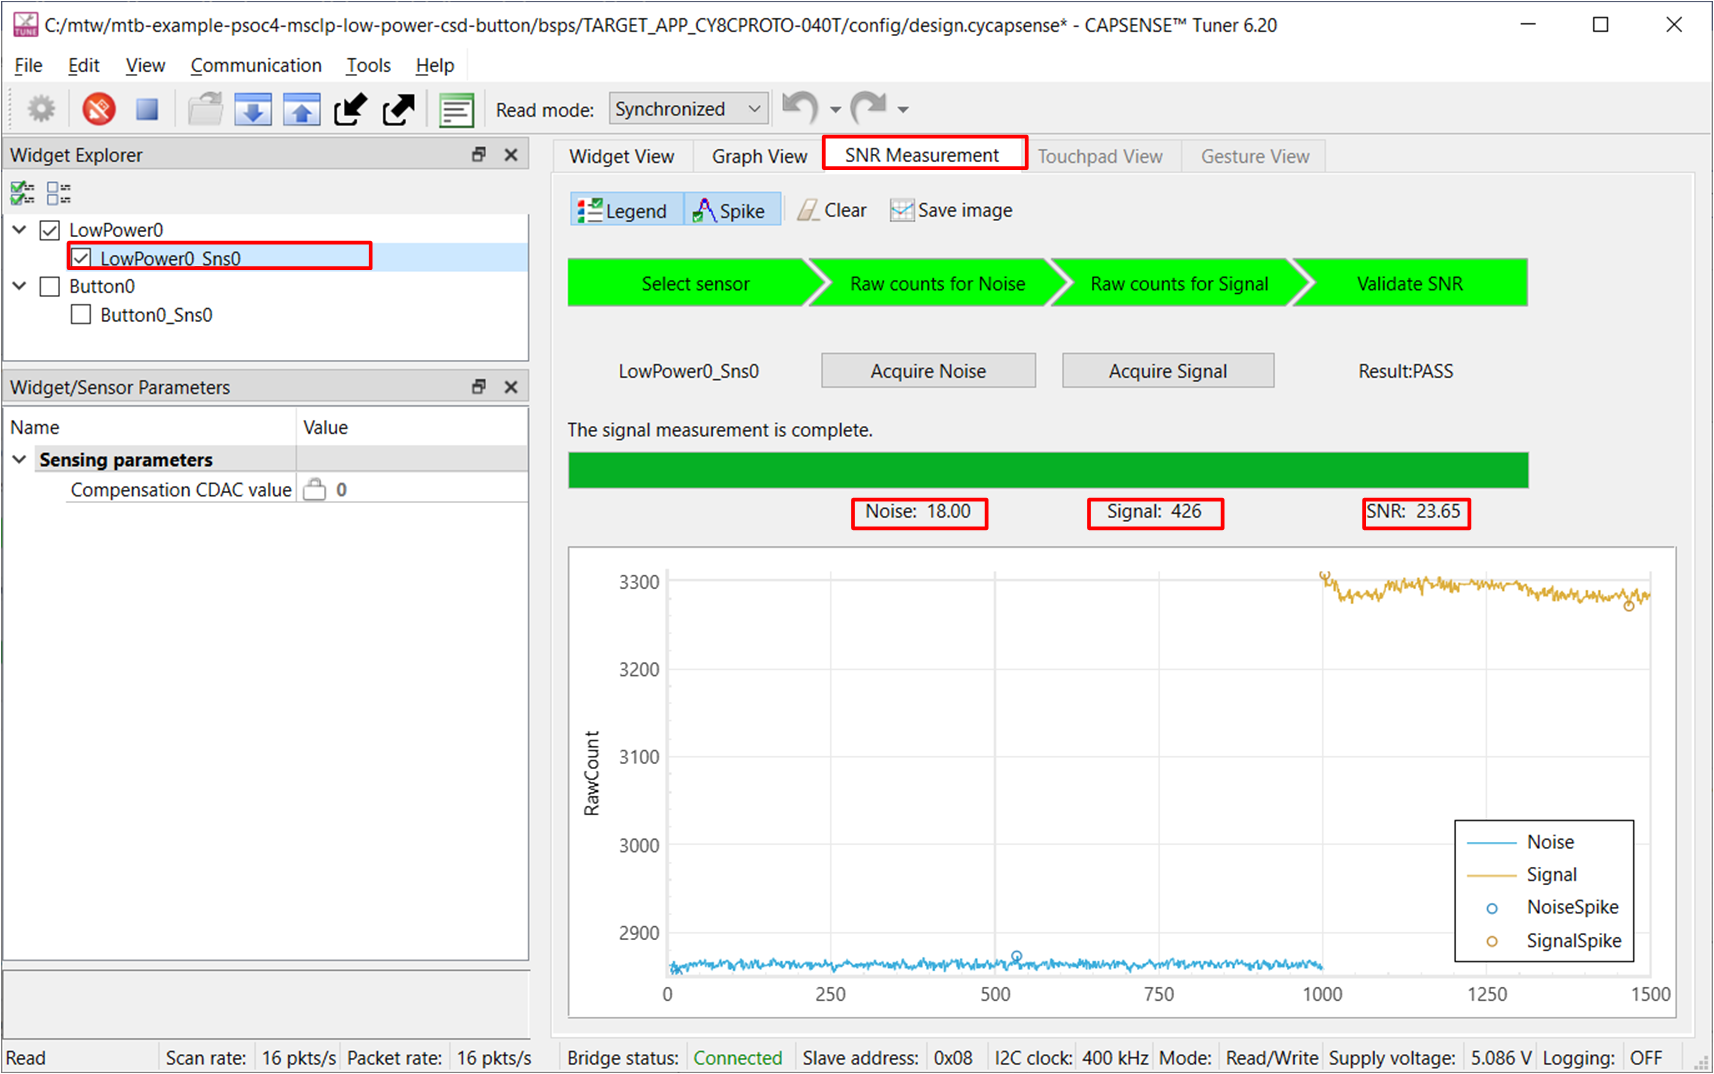 C:/mtw/mtb-example-psoc4-msclp-low-power-csd-button/bsps/TARGET_APP_CY8CPROTO-040T/config/design.cycapsense* - CAPSENSE™ Tuner 6.20
File Edit View Communication Tools Help
Read mode: Synchronized
Widget Explorer
LowPower0
LowPower0_Sns0
Button0
Button0_Sns0
Widget/Sensor Parameters
Name Value
Sensing parameters
Compensation CDAC value 0
Widget View Graph View SNR Measurement Touchpad View Gesture View
Legend Spike Clear Save image
Select sensor Raw counts for Noise Raw counts for Signal Validate SNR
LowPower0_Sns0 Acquire Noise Acquire Signal Result:PASS
The signal measurement is complete.
Noise: 18.00 Signal: 426 SNR: 23.65
RawCount
3300
3200
3100
3000
2900
0 250 500 750 1000 1250 1500
Noise
Signal
NoiseSpike
SignalSpike
Read Scan rate: 16 pkts/s Packet rate: 16 pkts/s Bridge status: Connected Slave address: 0x08 I2C clock: 400 kHz Mode: Read/Write Supply voltage: 5.086 V Logging: OFF